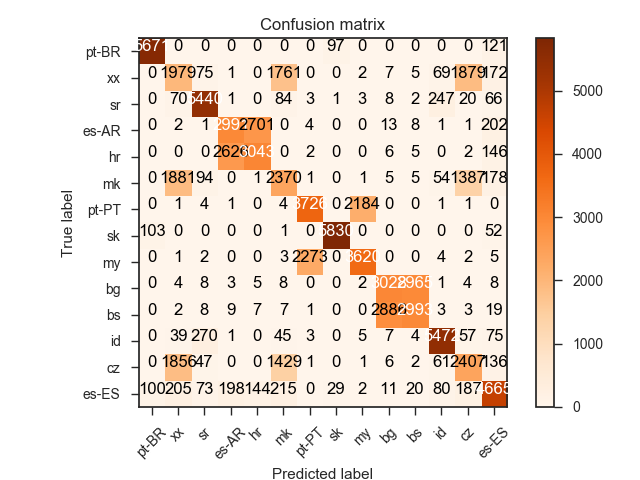 Confusion matrix
pt-BR 5671 0 0 0 0 0 0 97 0 0 0 0 0 121
xx 0 1979 75 1 0 1761 0 0 2 7 5 69 1879 172
sr 0 70 5440 1 0 84 3 1 3 8 2 247 20 66
es-AR 0 2 1 2992 2701 0 4 0 0 13 8 1 1 202
hr 0 0 0 2626 3043 0 2 0 0 6 5 0 2 146
mk 0 1881 94 0 1 2370 1 0 1 5 5 54 1387 178
pt-PT 0 1 4 1 0 4 3726 0 2184 0 0 1 1 0
sk 103 0 0 0 0 1 0 5830 0 0 0 0 0 52
my 0 1 2 0 0 3 2273 0 3620 0 0 4 2 5
bg 0 4 8 3 5 8 0 0 2 3028 2965 1 4 8
bs 0 2 8 9 7 7 1 0 0 2886 2993 3 3 19
id 0 39 270 1 0 45 3 0 5 7 4 5472 57 75
cz 0 1856 47 0 0 1429 1 0 1 6 2 61 2407 136
es-ES 100 205 73 198 144 215 0 29 2 11 20 80 187 4665
pt-BR xx sr es-AR hr mk pt-PT sk my bg bs id cz es-ES
True label
Predicted label
5000
4000
3000
2000
1000
0